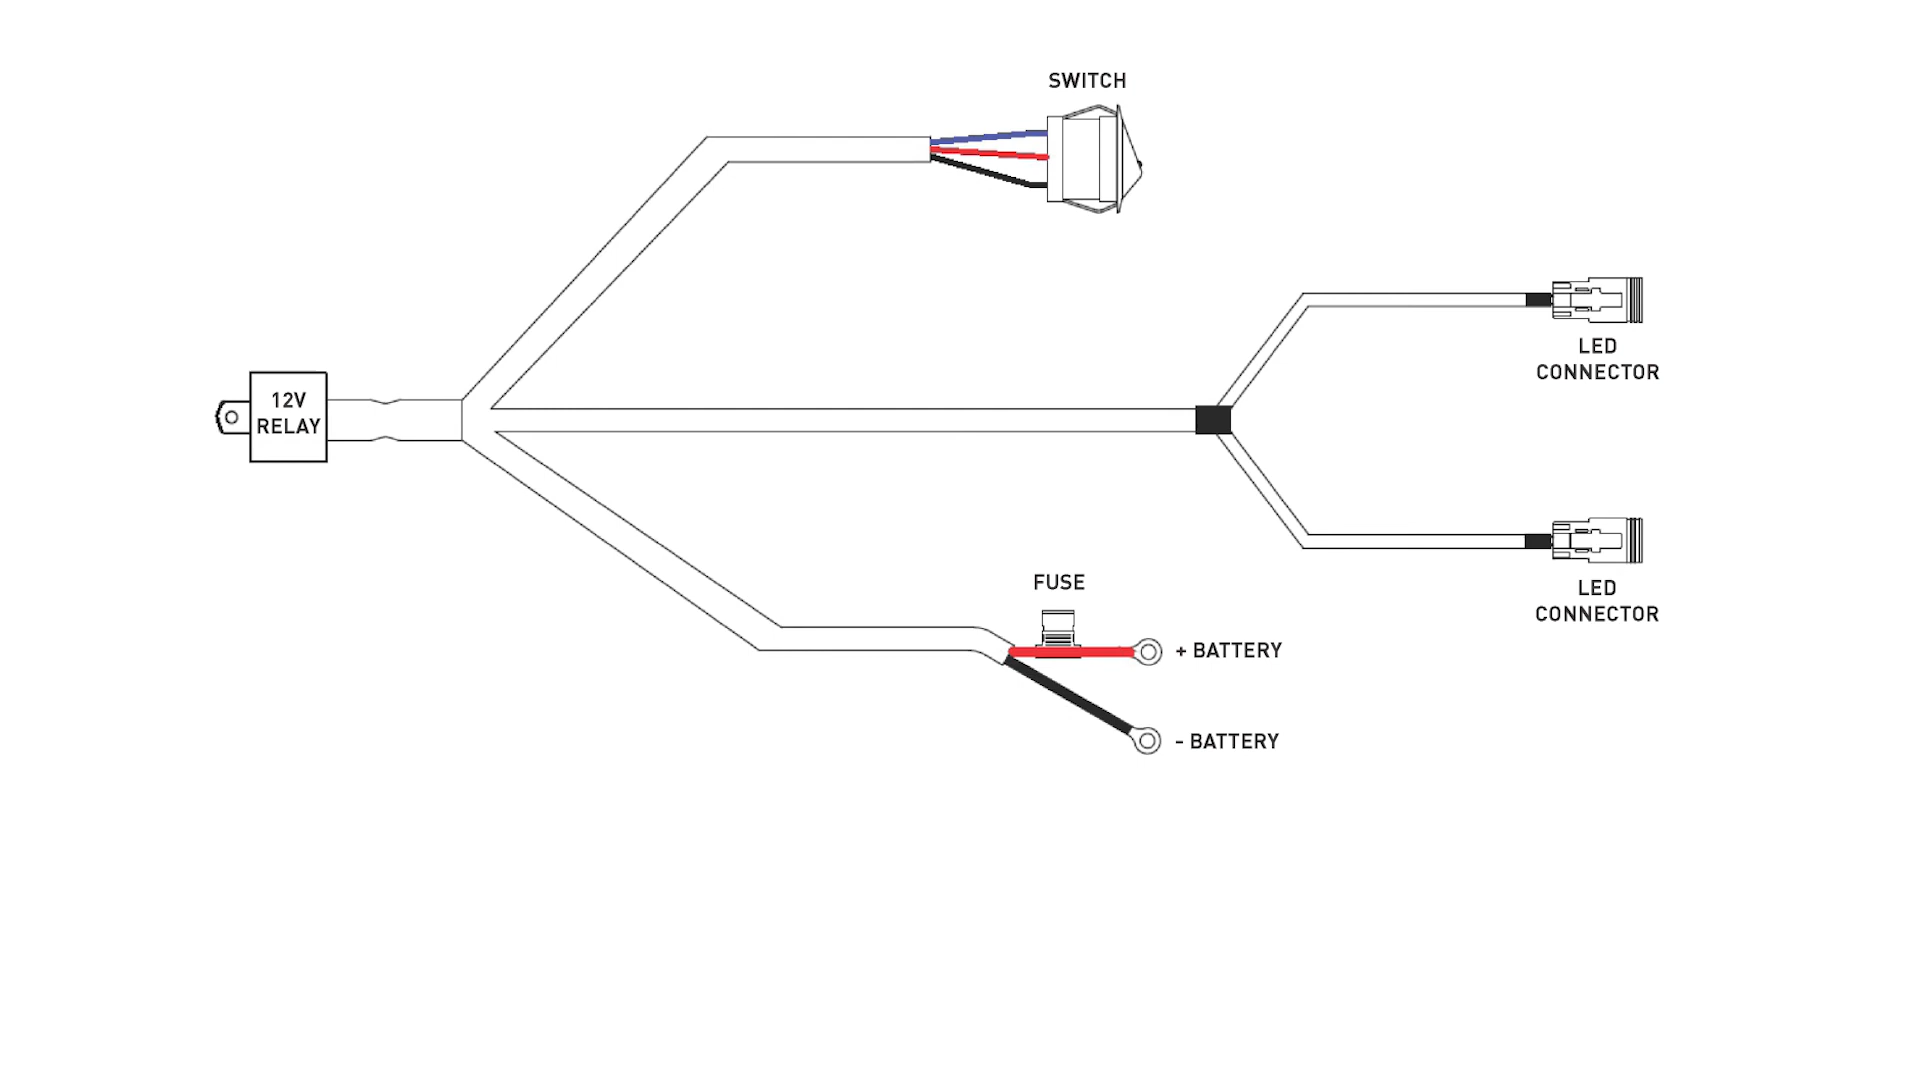 SWITCH
LED
CONNECTOR
12V
RELAY
LED
CONNECTOR
FUSE
+ BATTERY
- BATTERY